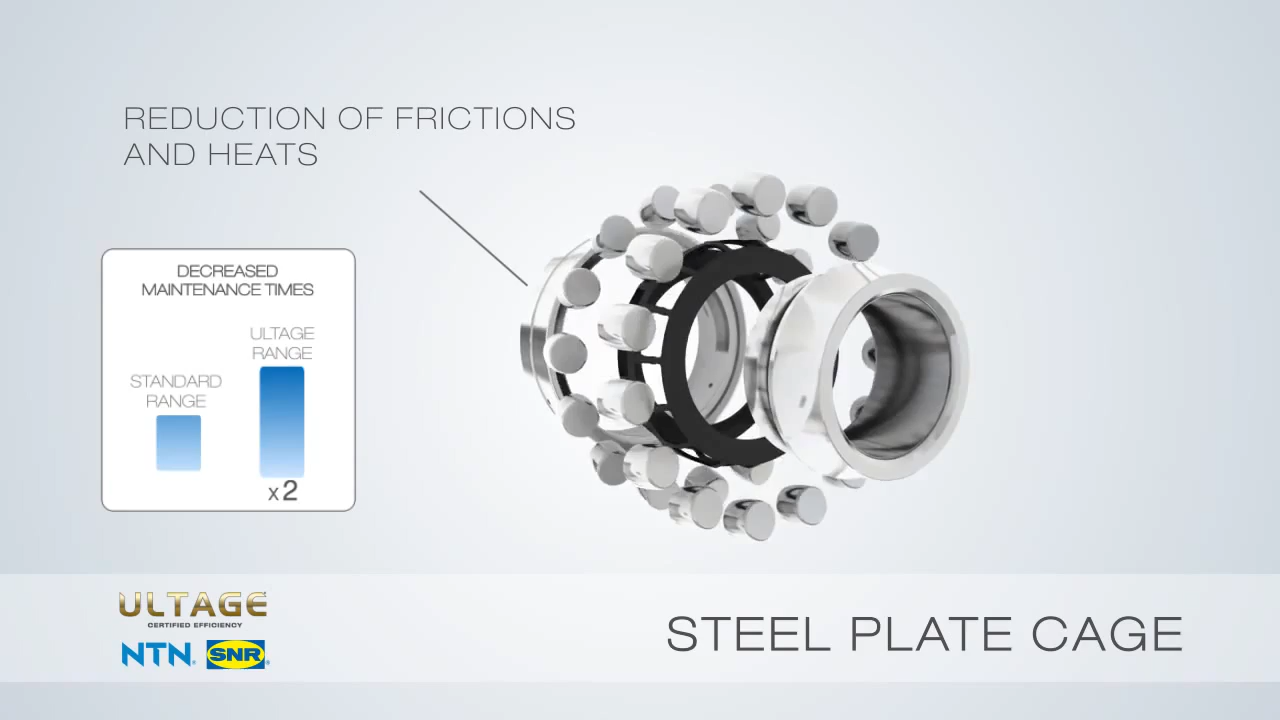 REDUCTION OF FRICTIONS
AND HEATS
DECREASED
MAINTENANCE TIMES
ULTAGE
RANGE
STANDARD
RANGE
x2
ULTAGE
CERTIFIED EFFICIENCY
NTN® SNR®
STEEL PLATE CAGE